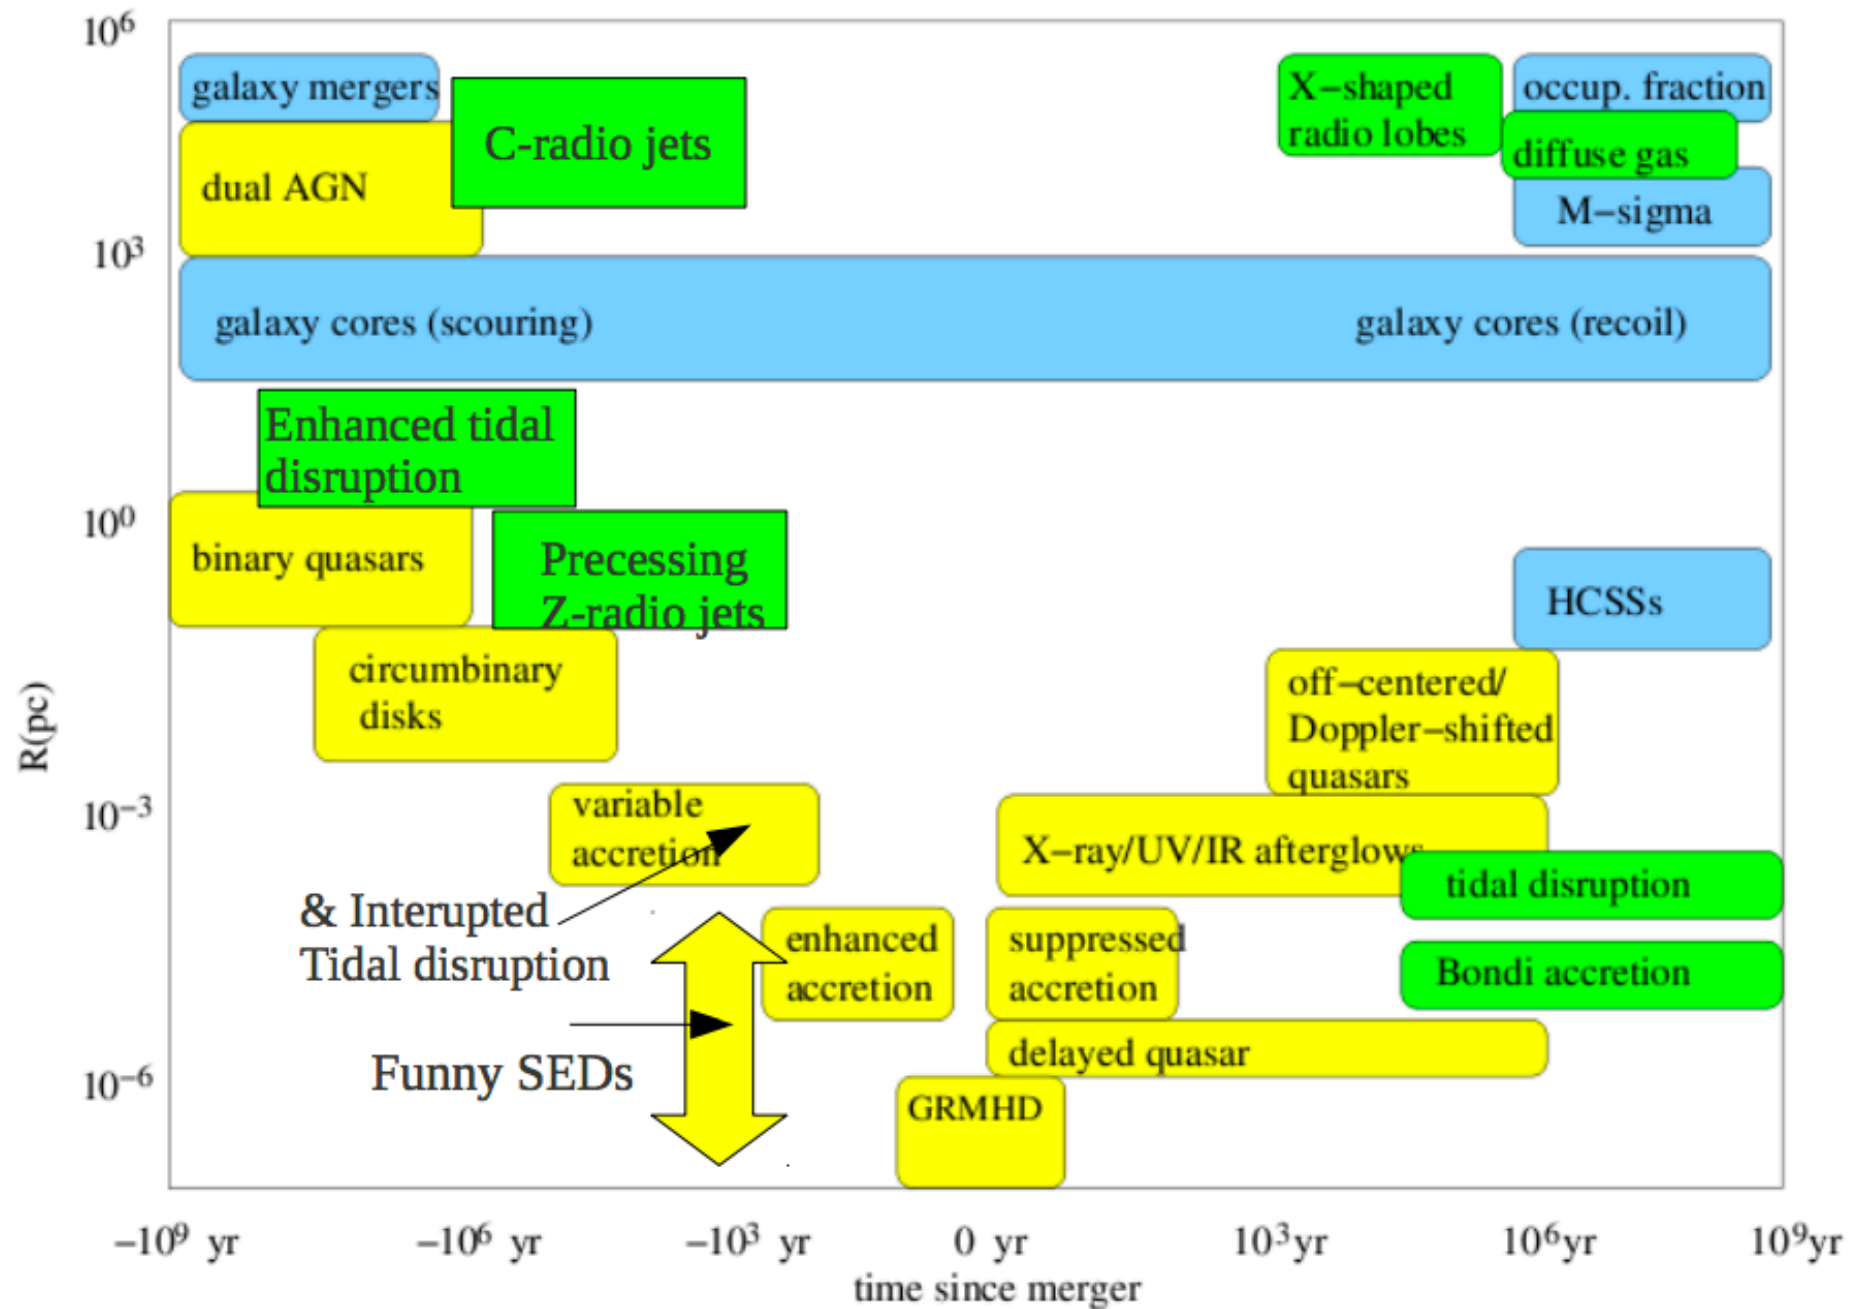 10⁶
galaxy mergers
C-radio jets
dual AGN
X−shaped
radio lobes
occup. fraction
diffuse gas
M−sigma
10³
galaxy cores (scouring)
galaxy cores (recoil)
Enhanced tidal
disruption
10⁰
binary quasars
Precessing
Z-radio jets
HCSSs
circumbinary
disks
off−centered/
Doppler−shifted
quasars
R(pc)
10⁻³
variable
accretion
X−ray/UV/IR afterglows
tidal disruption
& Interupted
Tidal disruption
enhanced
accretion
suppressed
accretion
Bondi accretion
delayed quasar
Funny SEDs
10⁻⁶
GRMHD
−10⁹ yr
−10⁶ yr
−10³ yr
0 yr
10³yr
10⁶yr
10⁹yr
time since merger